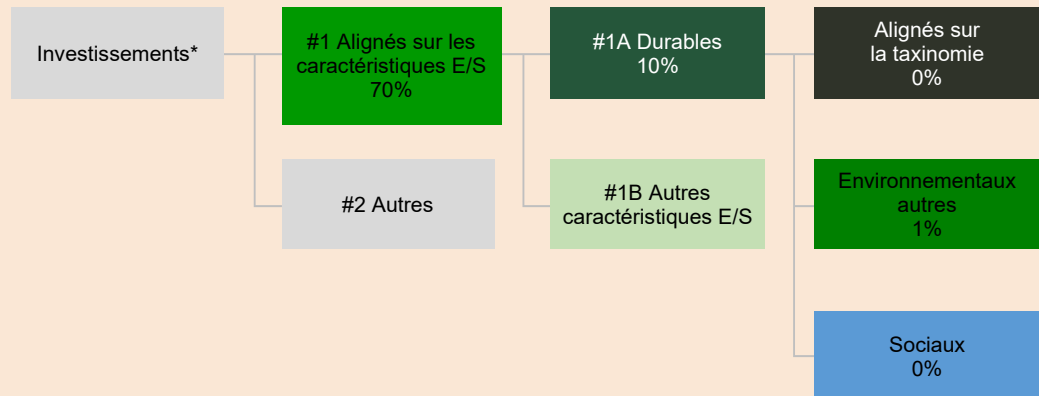 Investissements*
#1 Alignés sur les
caractéristiques E/S
70%
#1A Durables
10%
Alignés sur
la taxinomie
0%
#2 Autres
#1B Autres
caractéristiques E/S
Environnementaux
autres
1%
Sociaux
0%